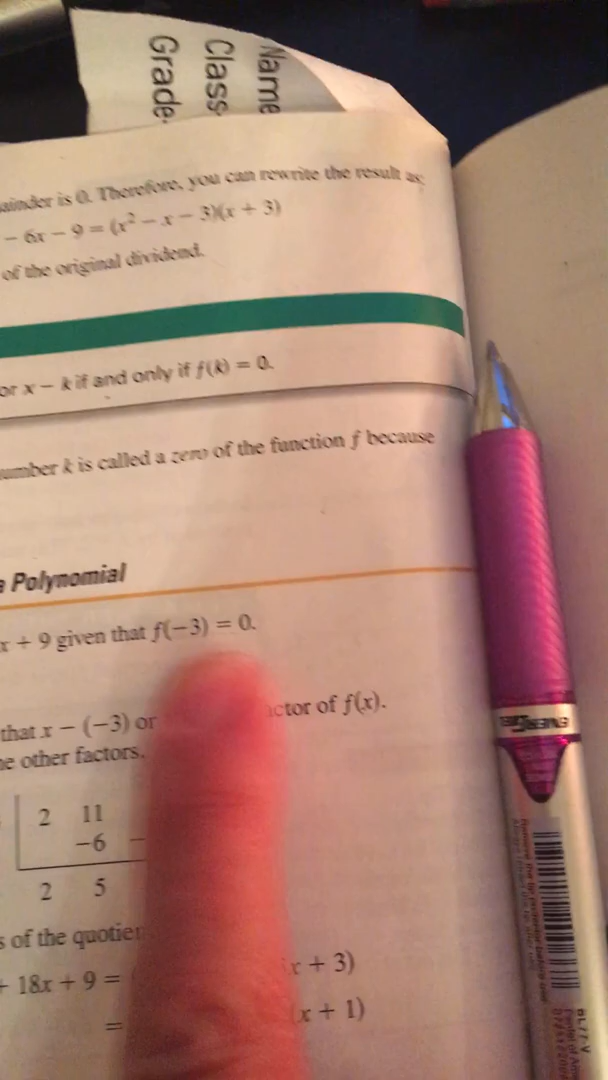 Name
Class
Grade
ainder is 0. Therefore, you can rewrite the result as:
− 6x − 9 = (x² − x − 3)(x + 3)
of the original dividend.
or x − k if and only if f(k) = 0.
umber k is called a zero of the function f because
a Polynomial
x + 9 given that f(−3) = 0.
that x − (−3) or ctor of f(x).
he other factors.
2 11
−6 −
2 5
s of the quotien
+ 18x + 9 = x + 3)
= x + 1)